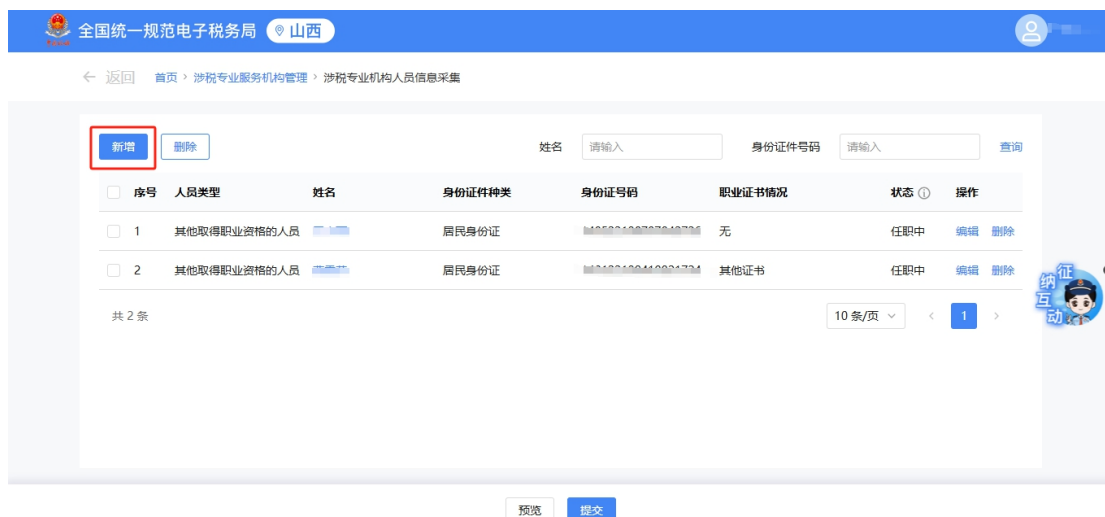 全国统一规范电子税务局 山西
← 返回 首页 > 涉税专业服务机构管理 > 涉税专业机构人员信息采集
新增 删除 姓名 请输入 身份证件号码 请输入 查询
序号 人员类型 姓名 身份证件种类 身份证号码 职业证书情况 状态 操作
1 其他取得职业资格的人员 居民身份证 无 任职中 编辑 删除
2 其他取得职业资格的人员 居民身份证 其他证书 任职中 编辑 删除
共 2 条 10 条/页 < 1 >
征纳互动
预览 提交